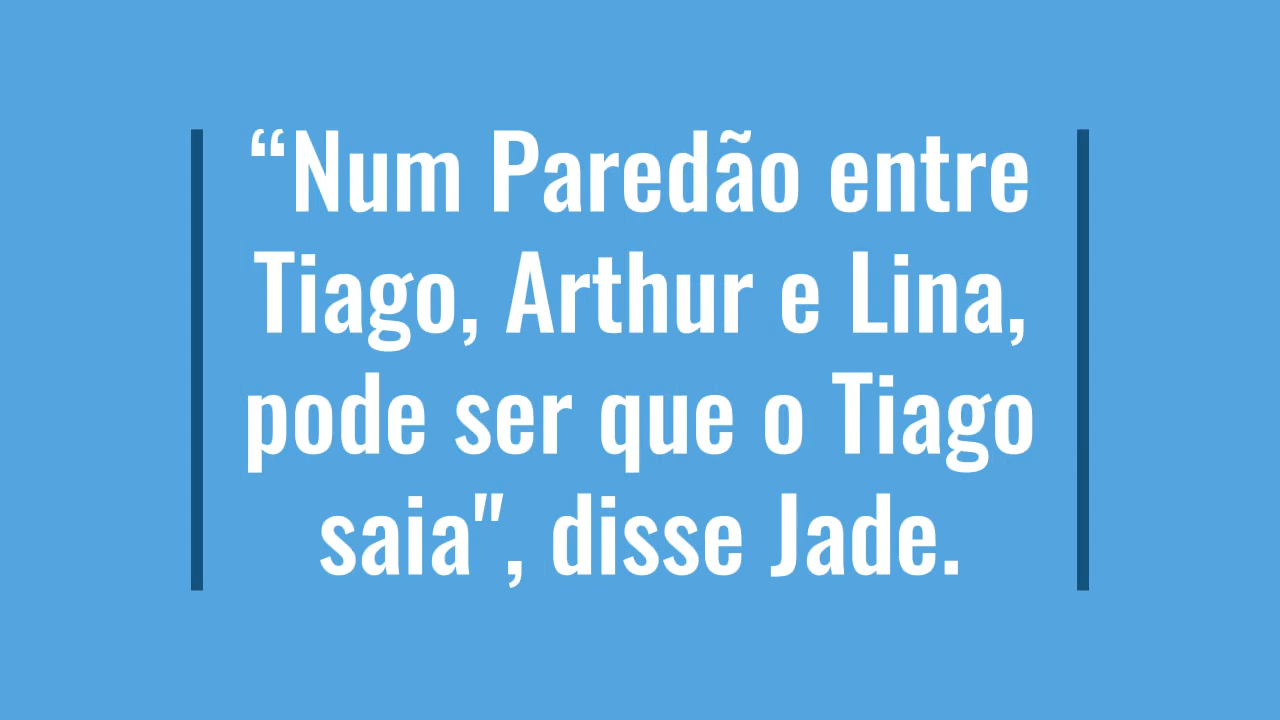 “Num Paredão entre
Tiago, Arthur e Lina,
pode ser que o Tiago
saia", disse Jade.